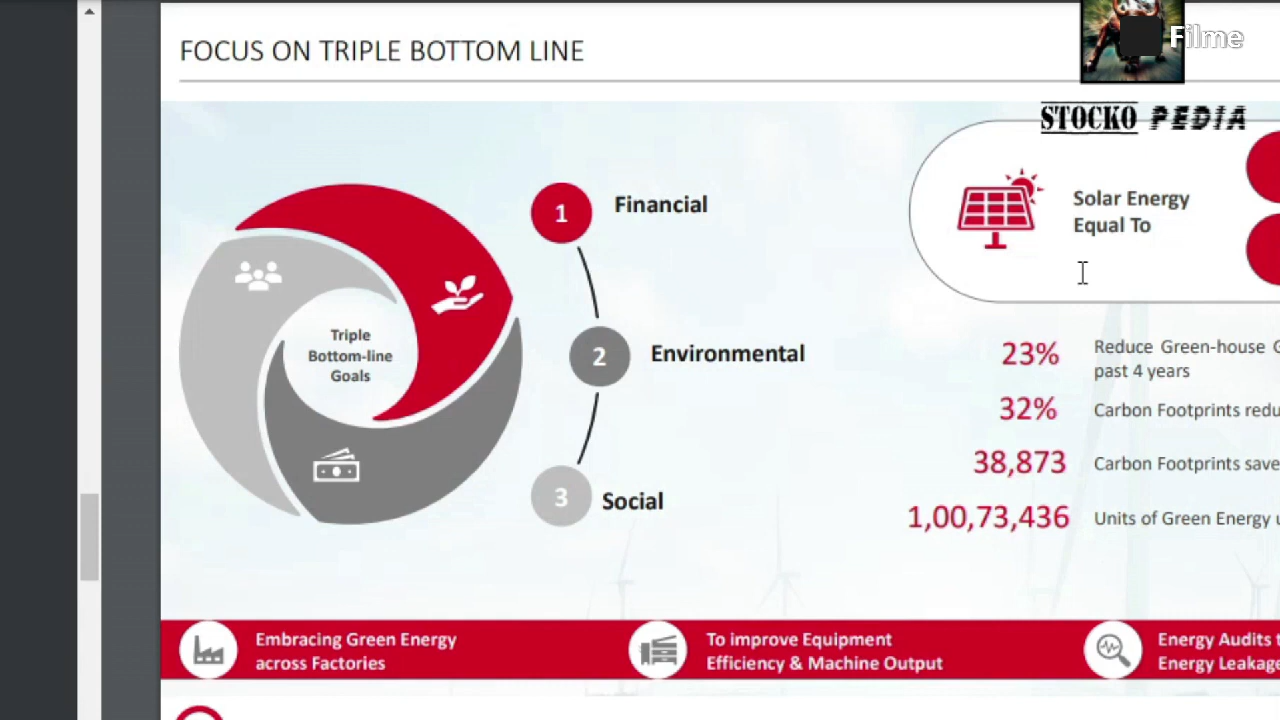 FOCUS ON TRIPLE BOTTOM LINE
Filme
STOCKO PEDIA
Triple
Bottom-line
Goals
1 Financial
2 Environmental
3 Social
Solar Energy
Equal To
23% Reduce Green-house G
past 4 years
32% Carbon Footprints redu
38,873 Carbon Footprints save
1,00,73,436 Units of Green Energy u
Embracing Green Energy
across Factories
To improve Equipment
Efficiency & Machine Output
Energy Audits t
Energy Leakage